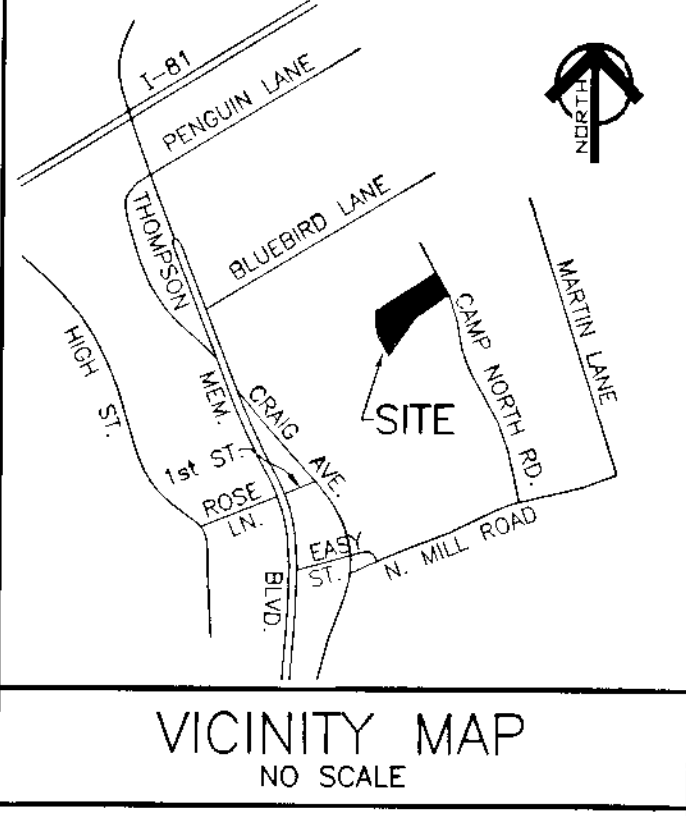 I-81
PENGUIN LANE
NORTH
THOMPSON
BLUEBIRD LANE
MARTIN LANE
HIGH ST.
CAMP NORTH RD.
MEM.
CRAIG AVE.
SITE
1st ST.
ROSE
LN.
EASY
ST.
N. MILL ROAD
BLVD.
VICINITY MAP
NO SCALE